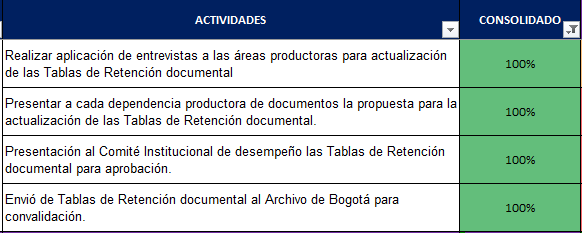 ACTIVIDADES CONSOLIDADO
Realizar aplicación de entrevistas a las áreas productoras para actualización
de las Tablas de Retención documental
100%
Presentar a cada dependencia productora de documentos la propuesta para la
actualización de las Tablas de Retención documental.
100%
Presentación al Comité Institucional de desempeño las Tablas de Retención
documental para aprobación.
100%
Envió de Tablas de Retención documental al Archivo de Bogotá para
convalidación.
100%